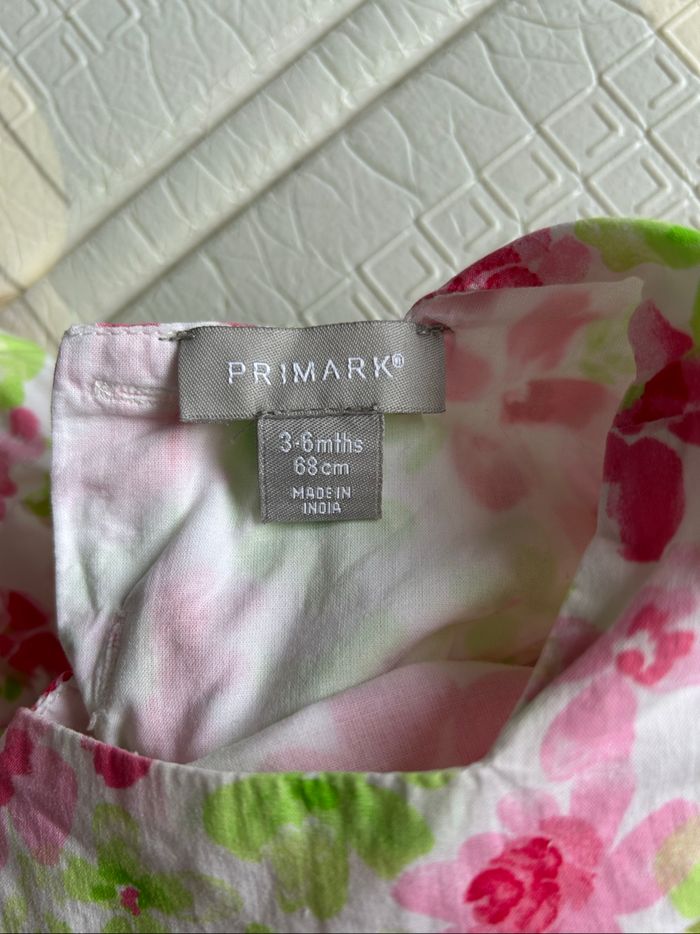 PRIMARK®
3-6mths
68cm
MADE IN
INDIA